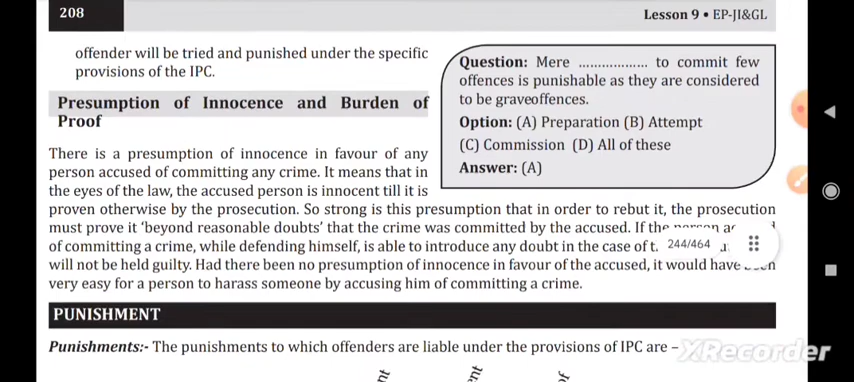 208
Lesson 9 • EP-JI&GL
offender will be tried and punished under the specific
provisions of the IPC.
Presumption of Innocence and Burden of
Proof
There is a presumption of innocence in favour of any
person accused of committing any crime. It means that in
the eyes of the law, the accused person is innocent till it is
Question: Mere .................. to commit few
offences is punishable as they are considered
to be graveoffences.
Option: (A) Preparation (B) Attempt
(C) Commission (D) All of these
Answer: (A)
proven otherwise by the prosecution. So strong is this presumption that in order to rebut it, the prosecution
must prove it ‘beyond reasonable doubts’ that the crime was committed by the accused. If the
of committing a crime, while defending himself, is able to introduce any doubt in the case of
244/464
will not be held guilty. Had there been no presumption of innocence in favour of the accused, it would have been
very easy for a person to harass someone by accusing him of committing a crime.
PUNISHMENT
Punishments:- The punishments to which offenders are liable under the provisions of IPC are –
XRecorder